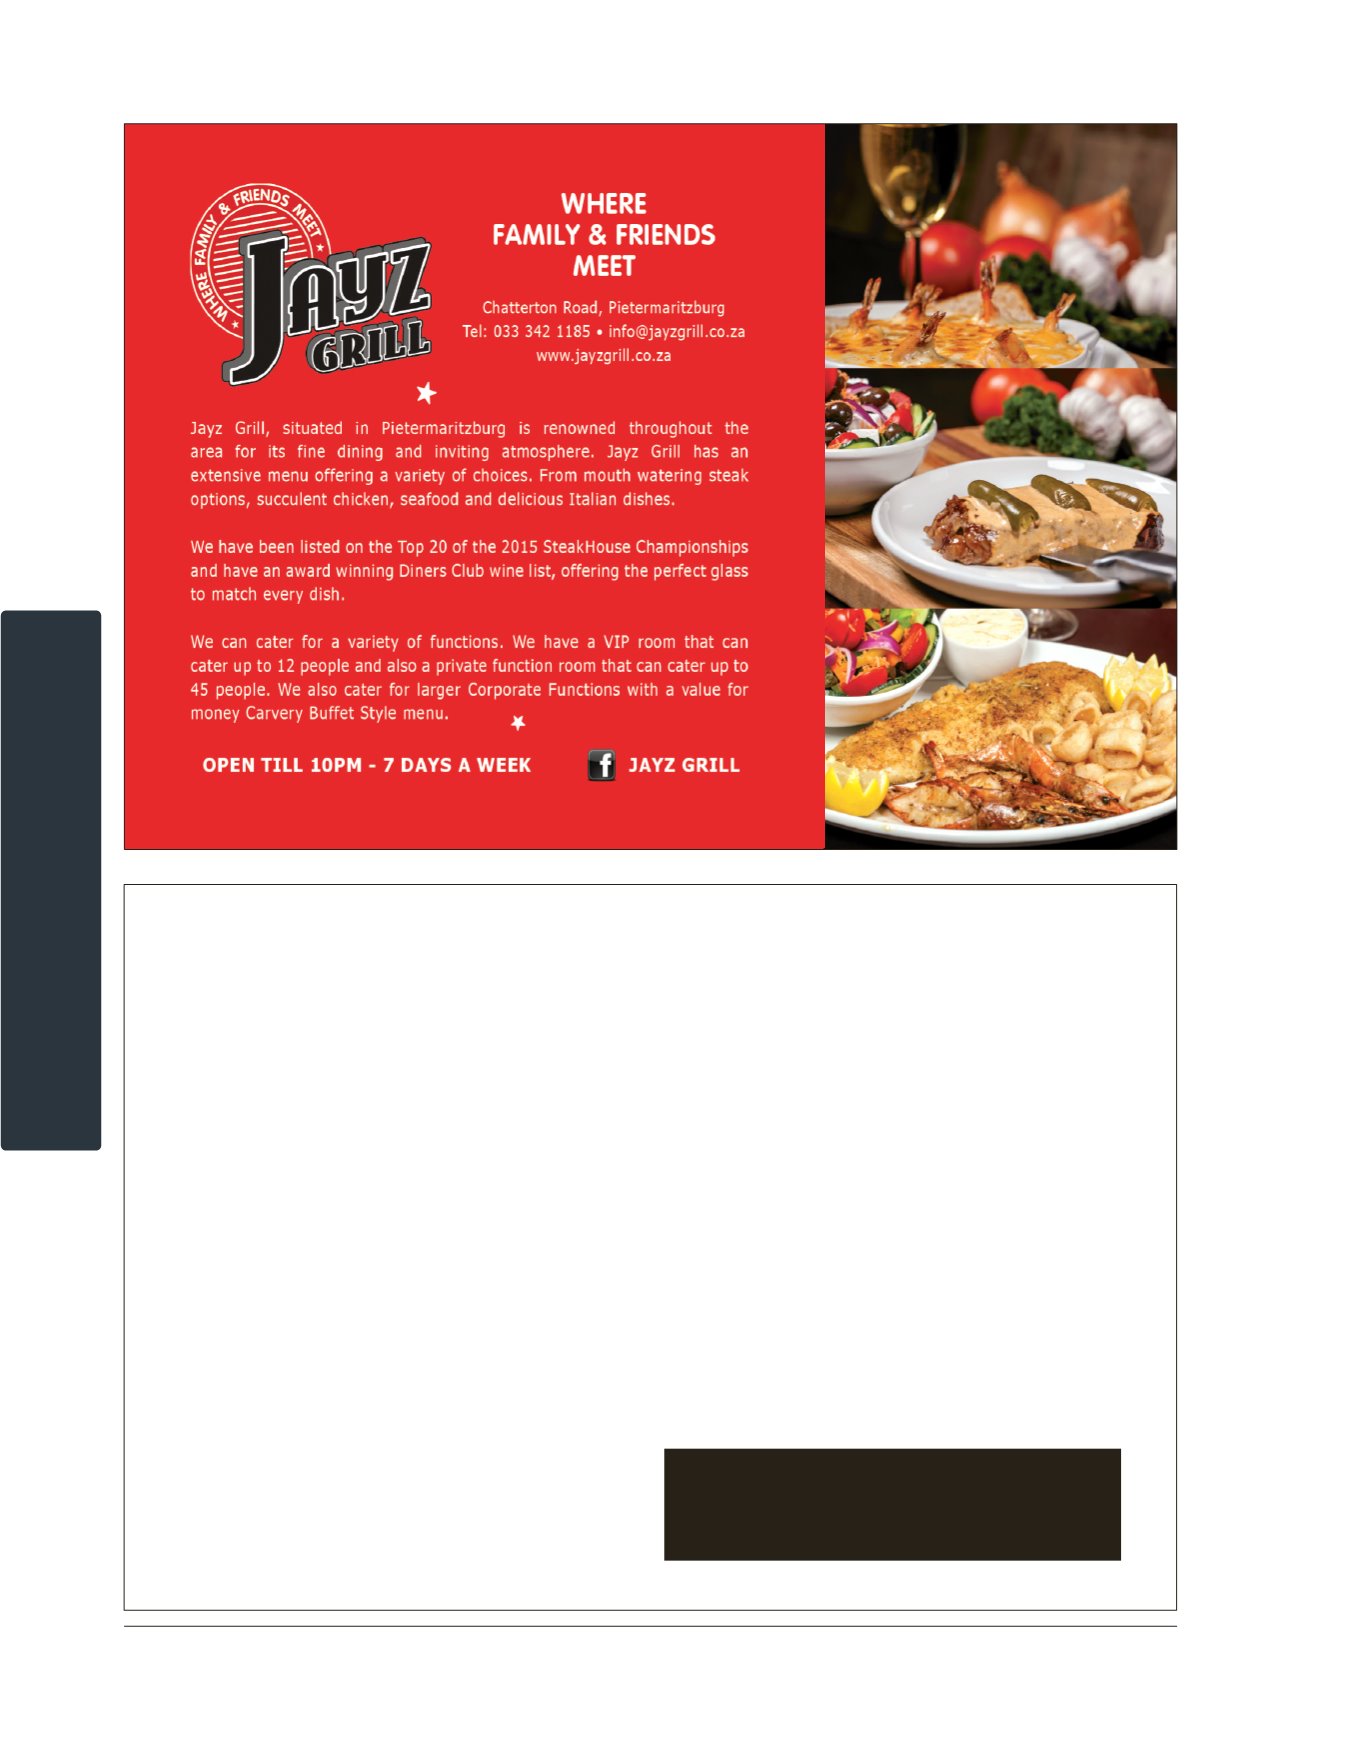 WHERE FAMILY & FRIENDS MEET
JAYZ
GRILL
WHERE
FAMILY & FRIENDS
MEET
Chatterton Road, Pietermaritzburg
Tel: 033 342 1185 • info@jayzgrill.co.za
www.jayzgrill.co.za
Jayz Grill, situated in Pietermaritzburg is renowned throughout the
area for its fine dining and inviting atmosphere. Jayz Grill has an
extensive menu offering a variety of choices. From mouth watering steak
options, succulent chicken, seafood and delicious Italian dishes.
We have been listed on the Top 20 of the 2015 SteakHouse Championships
and have an award winning Diners Club wine list, offering the perfect glass
to match every dish.
We can cater for a variety of functions. We have a VIP room that can
cater up to 12 people and also a private function room that can cater up to
45 people. We also cater for larger Corporate Functions with a value for
money Carvery Buffet Style menu.
OPEN TILL 10PM - 7 DAYS A WEEK
f JAYZ GRILL